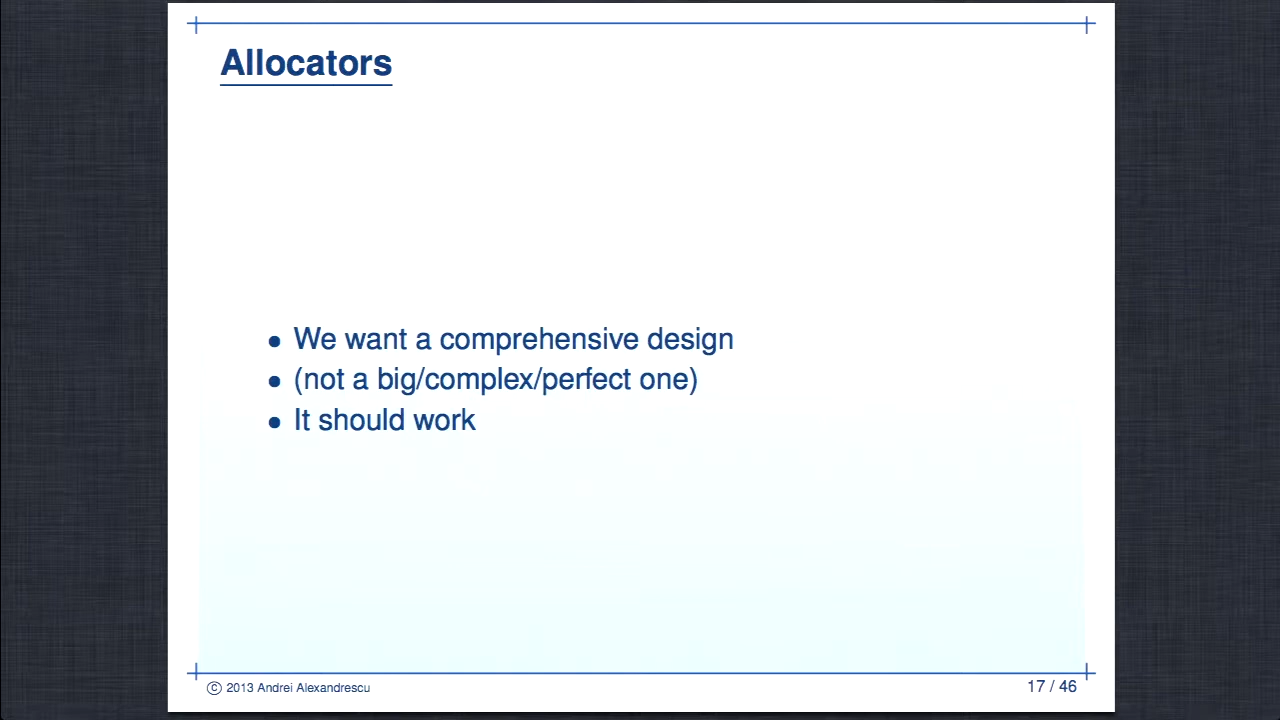 Allocators
• We want a comprehensive design
• (not a big/complex/perfect one)
• It should work
© 2013 Andrei Alexandrescu
17 / 46